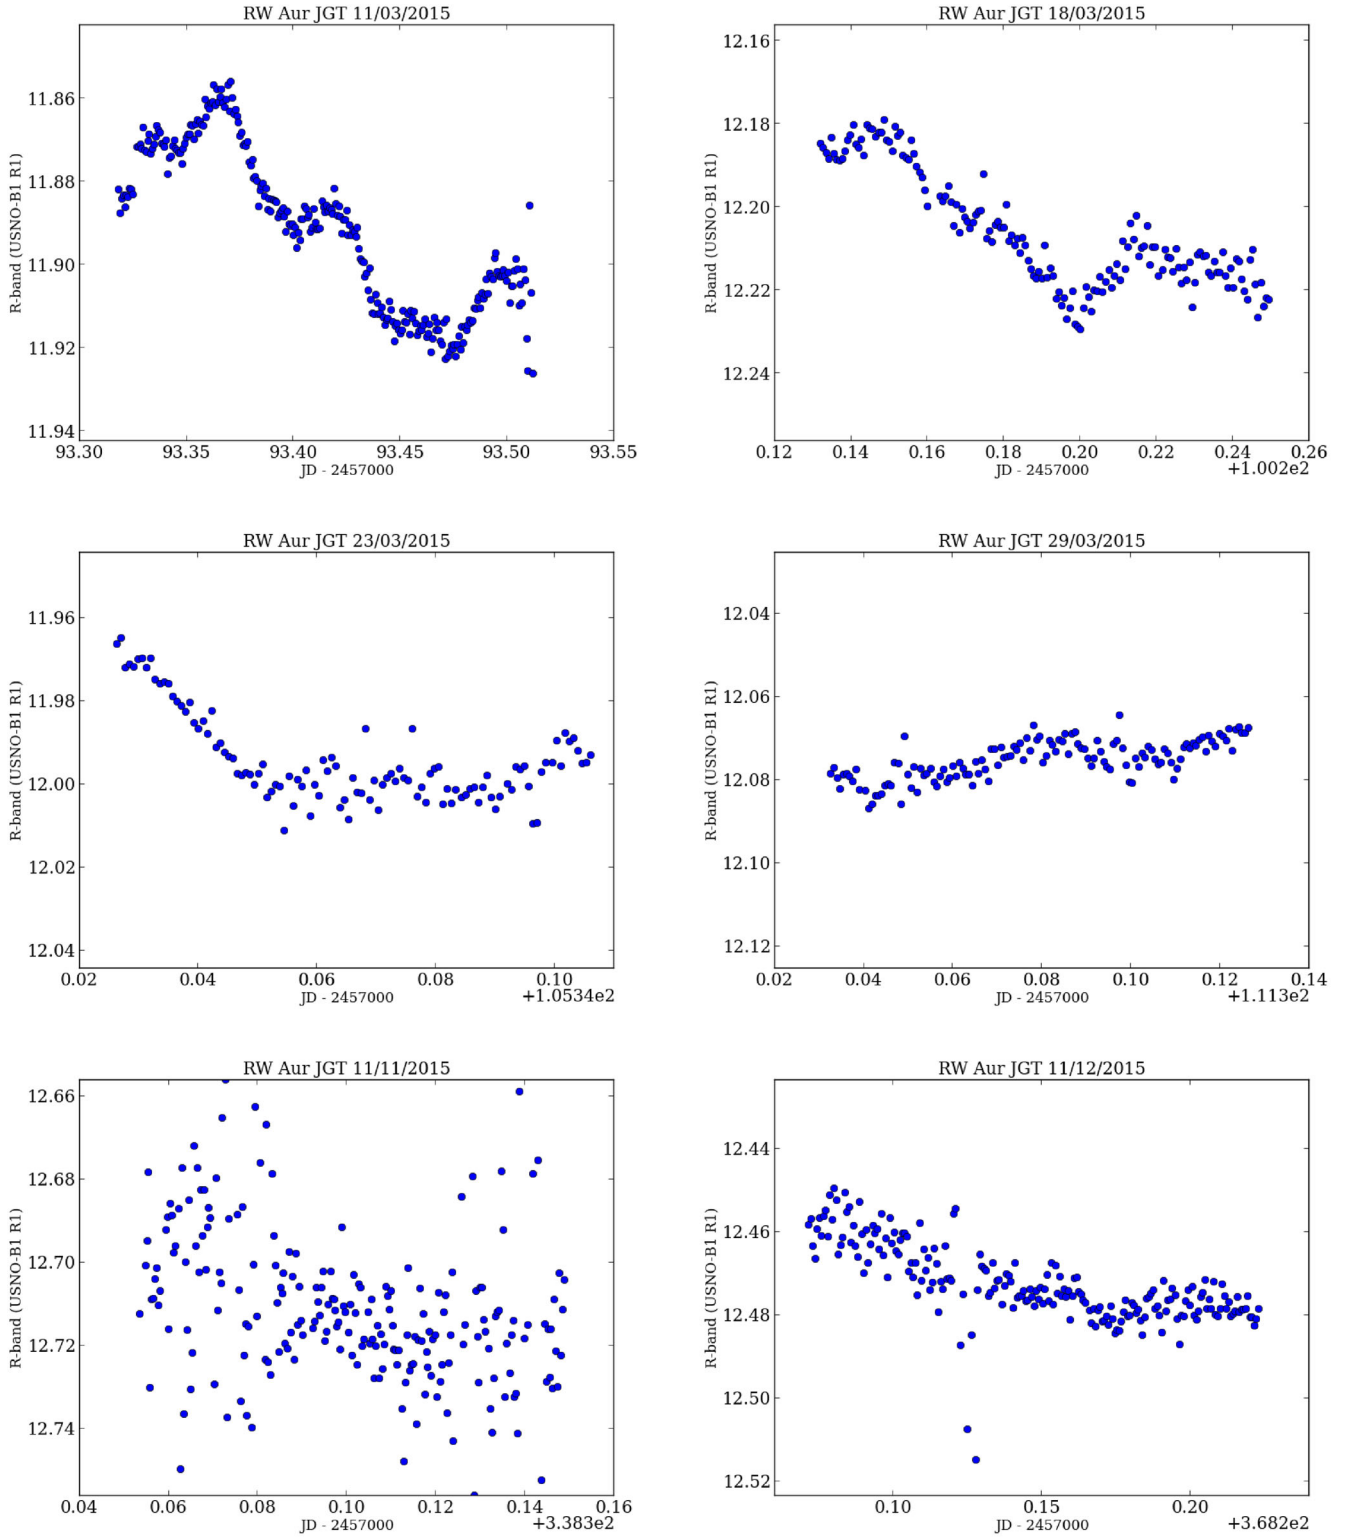 RW Aur JGT 11/03/2015
R-band (USNO-B1 R1)
11.86
11.88
11.90
11.92
11.94
93.30 93.35 93.40 93.45 93.50 93.55
JD - 2457000
RW Aur JGT 18/03/2015
R-band (USNO-B1 R1)
12.16
12.18
12.20
12.22
12.24
0.12 0.14 0.16 0.18 0.20 0.22 0.24 0.26
JD - 2457000
+1.002e2
RW Aur JGT 23/03/2015
R-band (USNO-B1 R1)
11.96
11.98
12.00
12.02
12.04
0.02 0.04 0.06 0.08 0.10
JD - 2457000
+1.0534e2
RW Aur JGT 29/03/2015
R-band (USNO-B1 R1)
12.04
12.06
12.08
12.10
12.12
0.02 0.04 0.06 0.08 0.10 0.12 0.14
JD - 2457000
+1.113e2
RW Aur JGT 11/11/2015
R-band (USNO-B1 R1)
12.66
12.68
12.70
12.72
12.74
0.04 0.06 0.08 0.10 0.12 0.14 0.16
JD - 2457000
+3.383e2
RW Aur JGT 11/12/2015
R-band (USNO-B1 R1)
12.44
12.46
12.48
12.50
12.52
0.10 0.15 0.20
JD - 2457000
+3.682e2